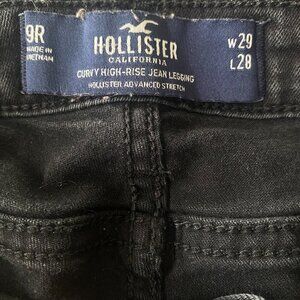 9R
MADE IN
VIETNAM
HOLLISTER
CALIFORNIA
CURVY HIGH-RISE JEAN LEGGING
HOLLISTER ADVANCED STRETCH
W29
L28